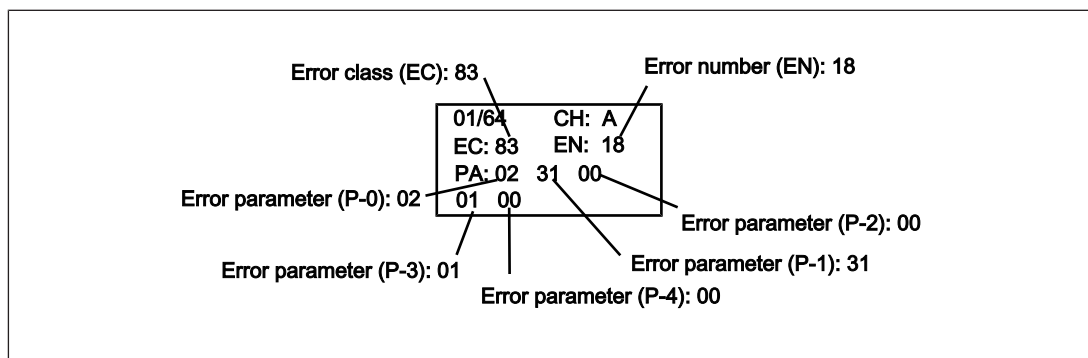 Error class (EC): 83
Error number (EN): 18
01/64 CH: A
EC: 83 EN: 18
PA: 02 31 00
01 00
Error parameter (P-0): 02
Error parameter (P-2): 00
Error parameter (P-3): 01
Error parameter (P-1): 31
Error parameter (P-4): 00